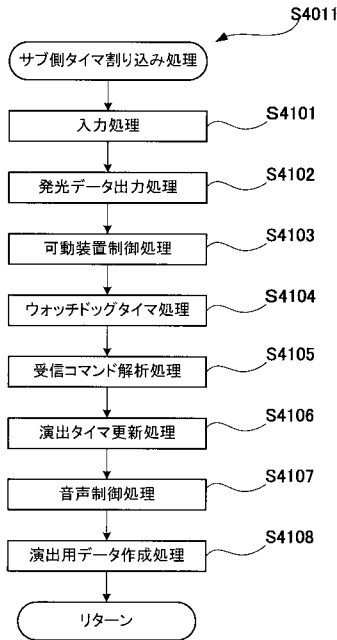 S4011
サブ側タイマ割り込み処理
入力処理
S4101
発光データ出力処理
S4102
可動装置制御処理
S4103
ウォッチドッグタイマ処理
S4104
受信コマンド解析処理
S4105
演出タイマ更新処理
S4106
音声制御処理
S4107
演出用データ作成処理
S4108
リターン